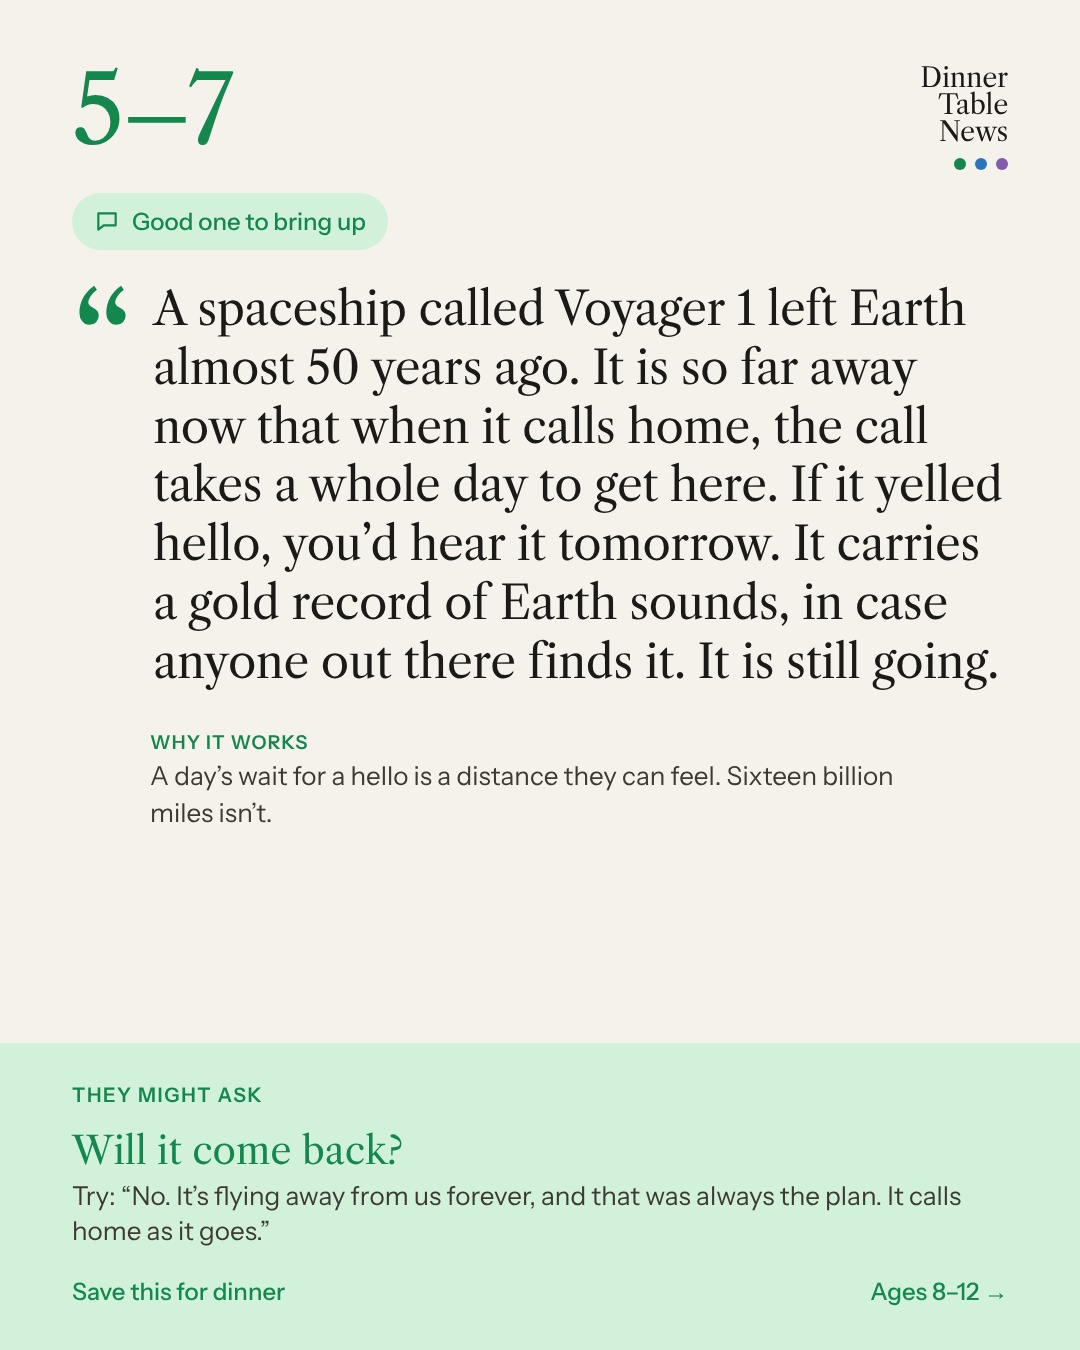 5–7
Dinner
Table
News
Good one to bring up
“A spaceship called Voyager 1 left Earth
almost 50 years ago. It is so far away
now that when it calls home, the call
takes a whole day to get here. If it yelled
hello, you’d hear it tomorrow. It carries
a gold record of Earth sounds, in case
anyone out there finds it. It is still going.
WHY IT WORKS
A day’s wait for a hello is a distance they can feel. Sixteen billion
miles isn’t.
THEY MIGHT ASK
Will it come back?
Try: “No. It’s flying away from us forever, and that was always the plan. It calls
home as it goes.”
Save this for dinner
Ages 8–12 →